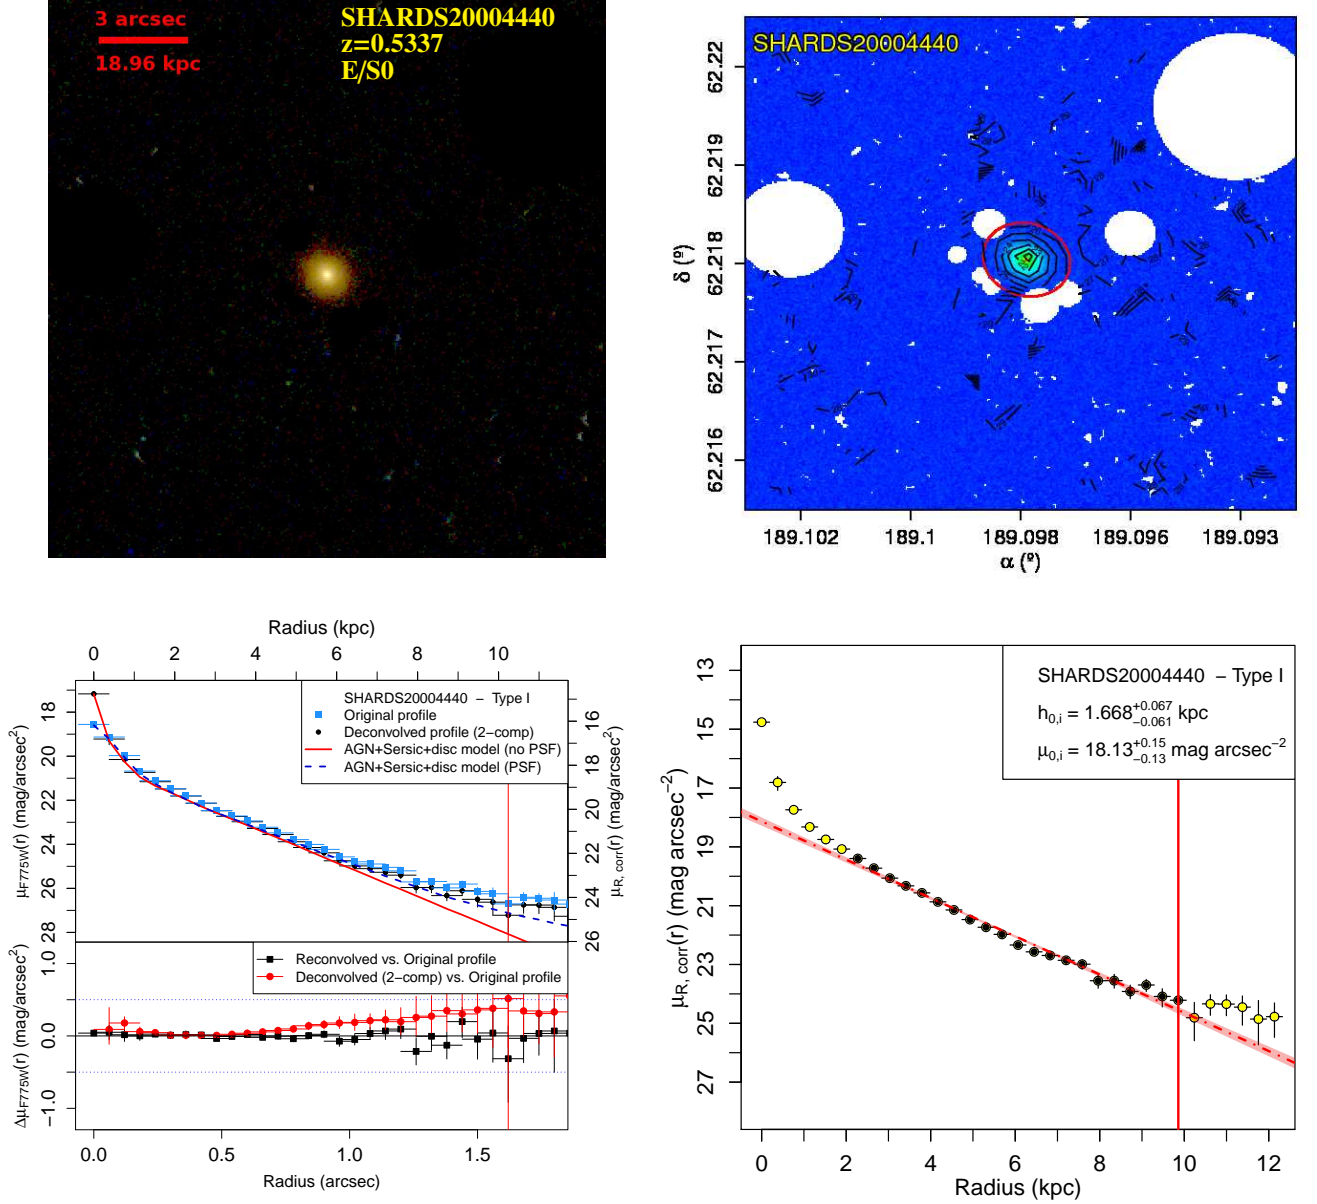 3 arcsec
18.96 kpc
SHARDS20004440
z=0.5337
E/S0
SHARDS20004440
62.22
62.219
62.218
62.217
62.216
δ (º)
189.102
189.1
189.098
189.096
189.093
α (º)
Radius (kpc)
0 2 4 6 8 10
SHARDS20004440 − Type I
Original profile
Deconvolved profile (2−comp)
AGN+Sersic+disc model (no PSF)
AGN+Sersic+disc model (PSF)
μF775W(r) (mag/arcsec²)
18
20
22
24
26
28
μR, corr(r) (mag/arcsec²)
16
18
20
22
24
26
Reconvolved vs. Original profile
Deconvolved (2−comp) vs. Original profile
ΔμF775W(r) (mag/arcsec²)
1.0
0.0
−1.0
0.0 0.5 1.0 1.5
Radius (arcsec)
SHARDS20004440 − Type I
h0,i = 1.668+0.067−0.061 kpc
μ0,i = 18.13+0.15−0.13 mag arcsec−2
μR, corr(r) (mag arcsec−2)
13
15
17
19
21
23
25
27
0 2 4 6 8 10 12
Radius (kpc)